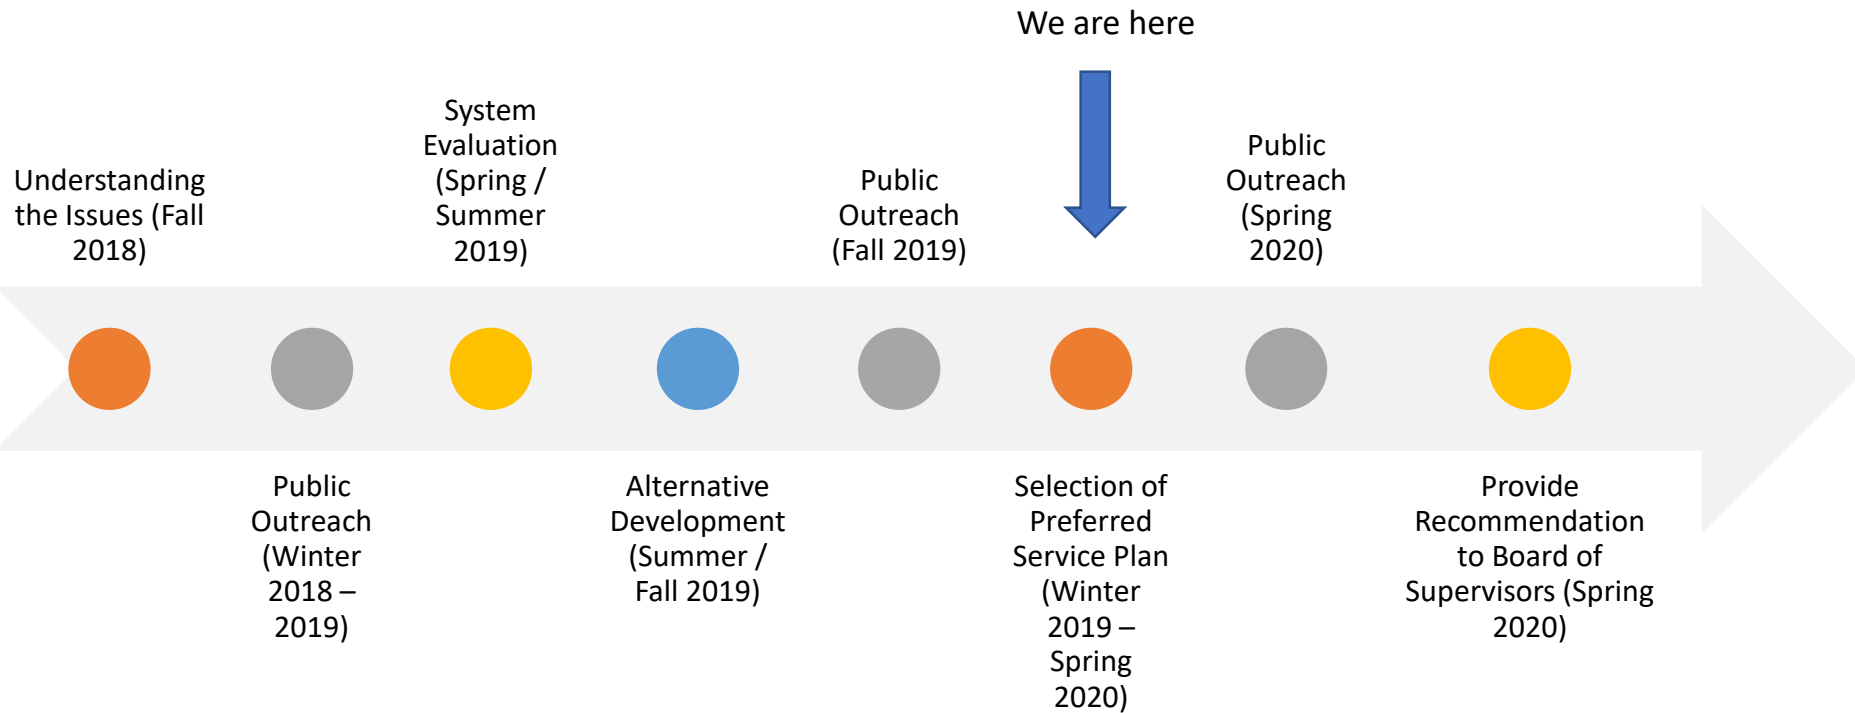 We are here
Understanding
the Issues (Fall
2018)
Public
Outreach
(Winter
2018 –
2019)
System
Evaluation
(Spring /
Summer
2019)
Alternative
Development
(Summer /
Fall 2019)
Public
Outreach
(Fall 2019)
Selection of
Preferred
Service Plan
(Winter
2019 –
Spring
2020)
Public
Outreach
(Spring
2020)
Provide
Recommendation
to Board of
Supervisors (Spring
2020)